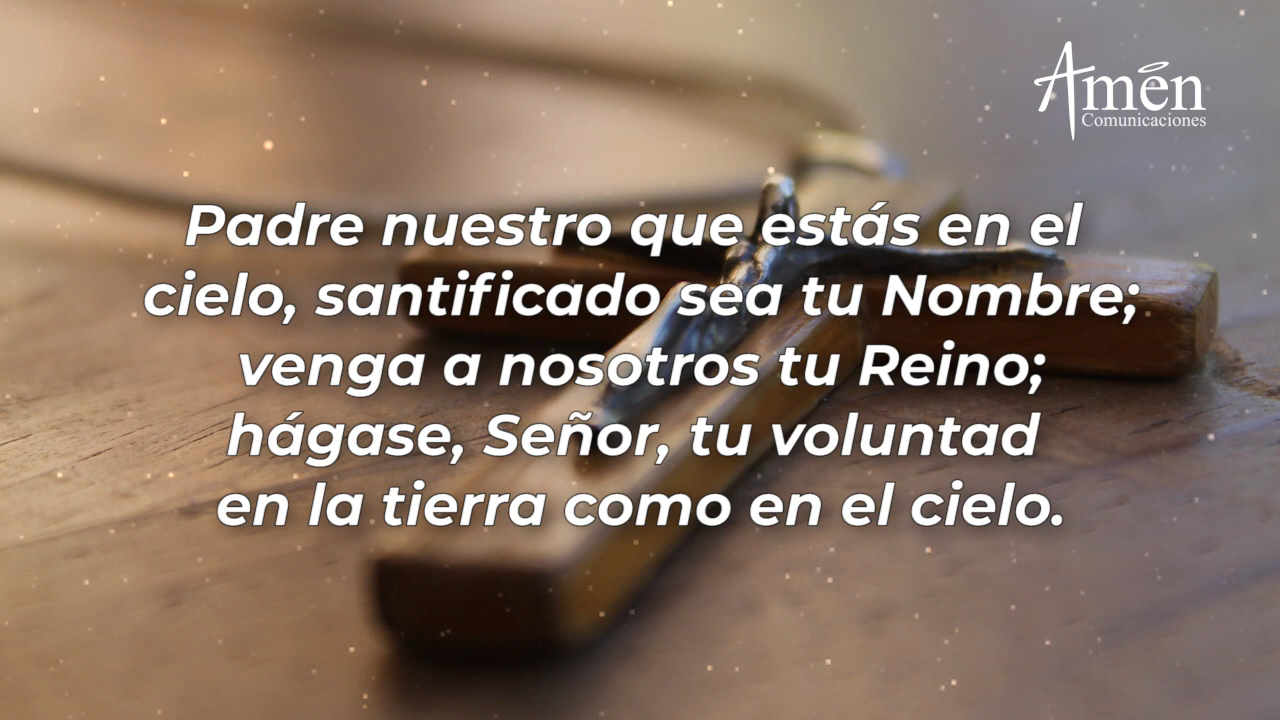 Amén
Comunicaciones
Padre nuestro que estás en el
cielo, santificado sea tu Nombre;
venga a nosotros tu Reino;
hágase, Señor, tu voluntad
en la tierra como en el cielo.